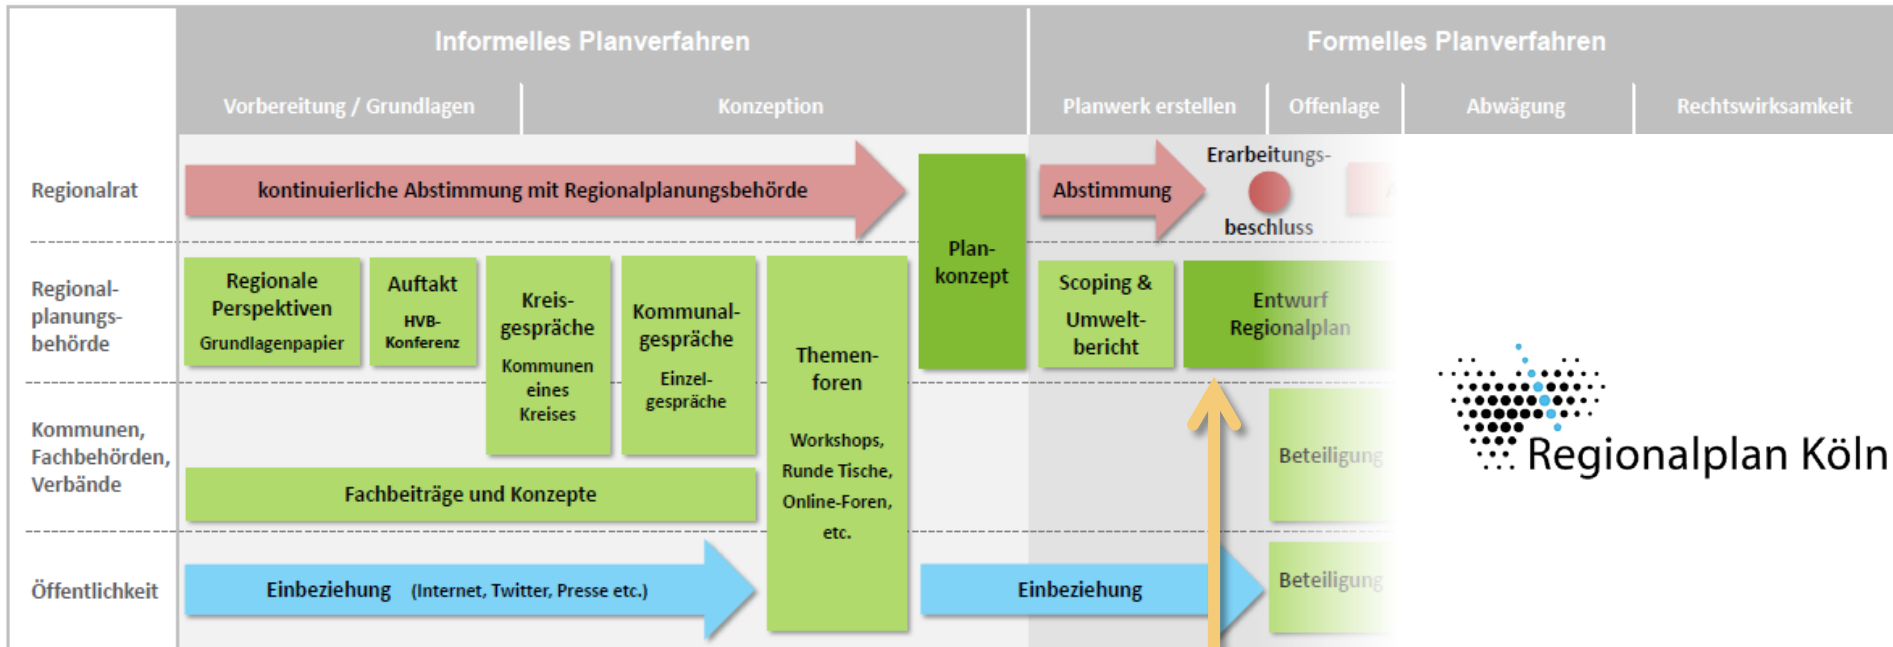 Informelles Planverfahren
Formelles Planverfahren
Vorbereitung / Grundlagen
Konzeption
Planwerk erstellen
Offenlage
Abwägung
Rechtswirksamkeit
Regionalrat
kontinuierliche Abstimmung mit Regionalplanungsbehörde
Plan-
konzept
Abstimmung
Erarbeitungs-
beschluss
A
Regional-
planungs-
behörde
Regionale
Perspektiven
Grundlagenpapier
Auftakt
HVB-
Konferenz
Kreis-
gespräche
Kommunen
eines
Kreises
Kommunal-
gespräche
Einzel-
gespräche
Themen-
foren
Workshops,
Runde Tische,
Online-Foren,
etc.
Scoping &
Umwelt-
bericht
Entwurf
Regionalplan
Kommunen,
Fachbehörden,
Verbände
Fachbeiträge und Konzepte
Beteiligung
Regionalplan Köln
Öffentlichkeit
Einbeziehung (Internet, Twitter, Presse etc.)
Einbeziehung
Beteiligung